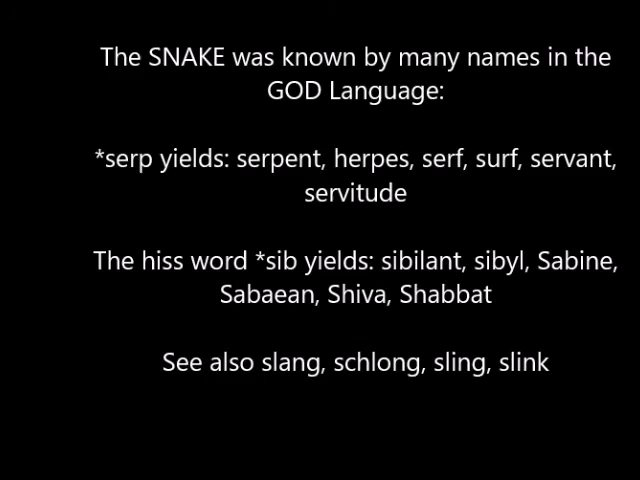 The SNAKE was known by many names in the
GOD Language:
*serp yields: serpent, herpes, serf, surf, servant,
servitude
The hiss word *sib yields: sibilant, sibyl, Sabine,
Sabaean, Shiva, Shabbat
See also slang, schlong, sling, slink